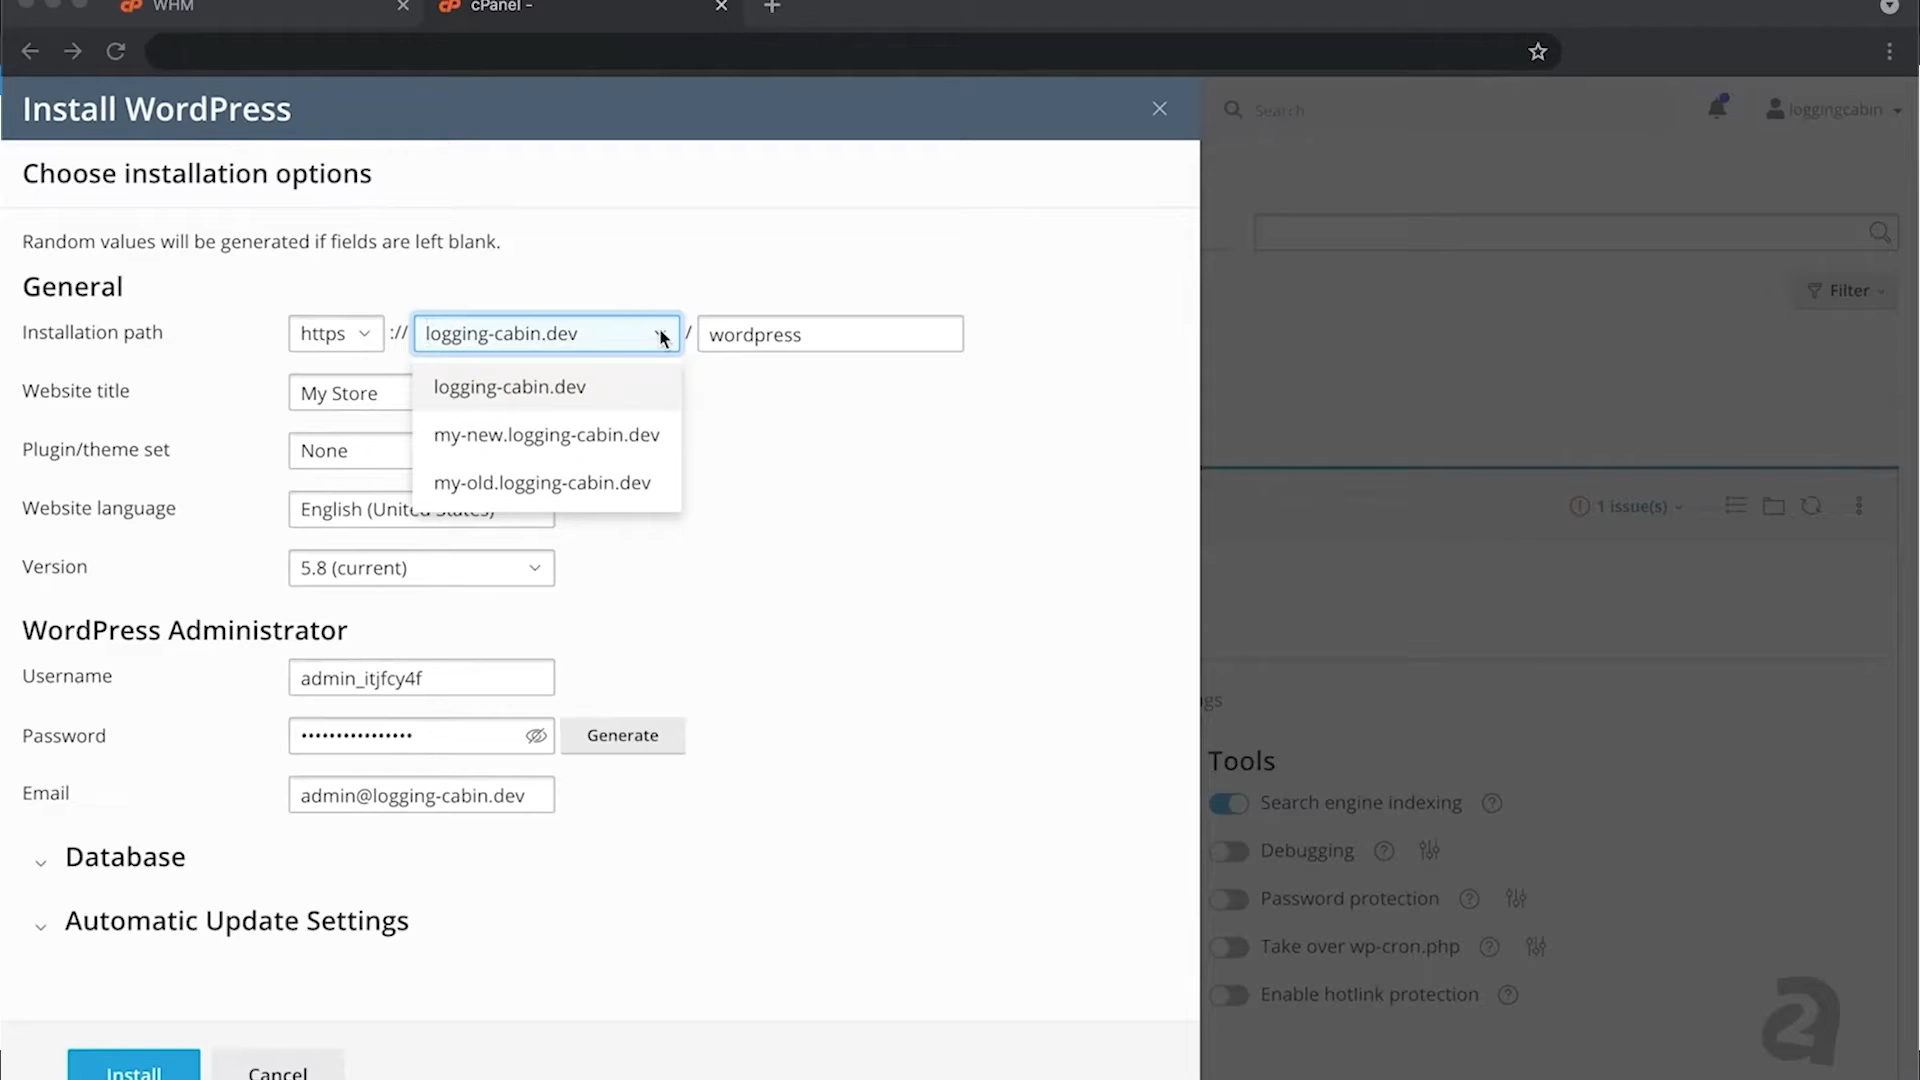 WHM
cPanel -
Install WordPress
Search
loggingcabin
Choose installation options
Random values will be generated if fields are left blank.
General
Filter
Installation path
https
://
logging-cabin.dev
/
wordpress
logging-cabin.dev
my-new.logging-cabin.dev
my-old.logging-cabin.dev
Website title
My Store
Plugin/theme set
None
Website language
English (United States)
1 issue(s)
Version
5.8 (current)
WordPress Administrator
Username
admin_itjfcy4f
Password
••••••••••••••••
Generate
Email
admin@logging-cabin.dev
Database
Automatic Update Settings
Tools
Search engine indexing
Debugging
Password protection
Take over wp-cron.php
Enable hotlink protection
Install
Cancel